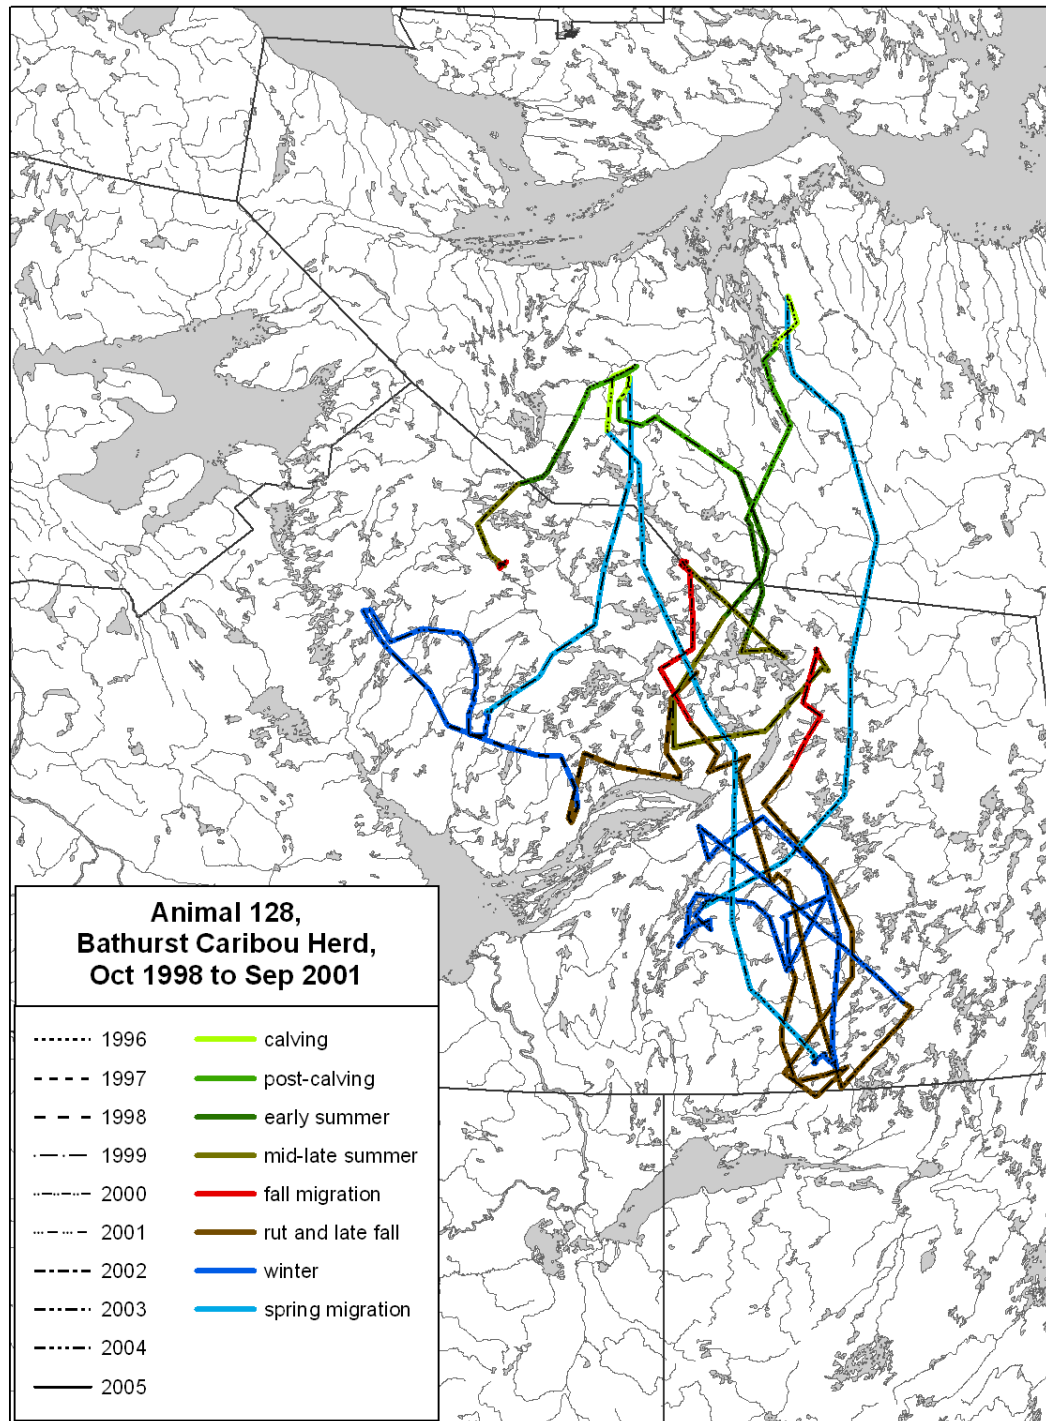 Animal 128,
Bathurst Caribou Herd,
Oct 1998 to Sep 2001
1996
1997
1998
1999
2000
2001
2002
2003
2004
2005
calving
post-calving
early summer
mid-late summer
fall migration
rut and late fall
winter
spring migration